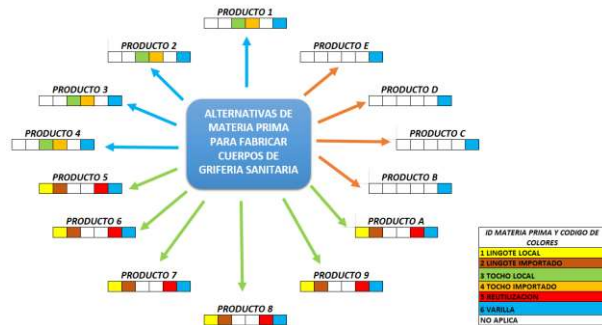 PRODUCTO 1
PRODUCTO 2
PRODUCTO E
PRODUCTO 3
PRODUCTO D
ALTERNATIVAS DE
MATERIA PRIMA
PARA FABRICAR
CUERPOS DE
GRIFERIA SANITARIA
PRODUCTO 4
PRODUCTO C
PRODUCTO 5
PRODUCTO B
PRODUCTO 6
PRODUCTO A
PRODUCTO 7
PRODUCTO 9
PRODUCTO 8
ID MATERIA PRIMA Y CODIGO DE
COLORES
1 LINGOTE LOCAL
2 LINGOTE IMPORTADO
3 TOCHO LOCAL
4 TOCHO IMPORTADO
5 REUTILIZACION
6 VARILLA
NO APLICA